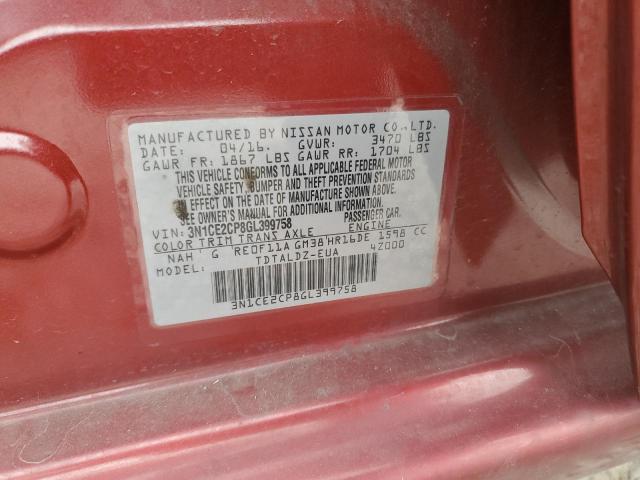 MANUFACTURED BY NISSAN MOTOR CO.,LTD.
DATE: 04/16. GVWR: 3470 LBS
GAWR FR: 1867 LBS GAWR RR: 1704 LBS
THIS VEHICLE CONFORMS TO ALL APPLICABLE FEDERAL MOTOR
VEHICLE SAFETY, BUMPER AND THEFT PREVENTION STANDARDS
IN EFFECT ON THE DATE OF MANUFACTURE SHOWN ABOVE.
SEE OWNER'S MANUAL OR ADDITIONAL INFORMATION.
VIN: 3N1CE2CP8GL399758 PASSENGER CAR.
COLOR TRIM TRANS AXLE ENGINE
NAH G RE0F11A GM38 HR16DE 1598 CC
MODEL: TDTALDZ-EUA 4Z000
3N1CE2CP8GL399758